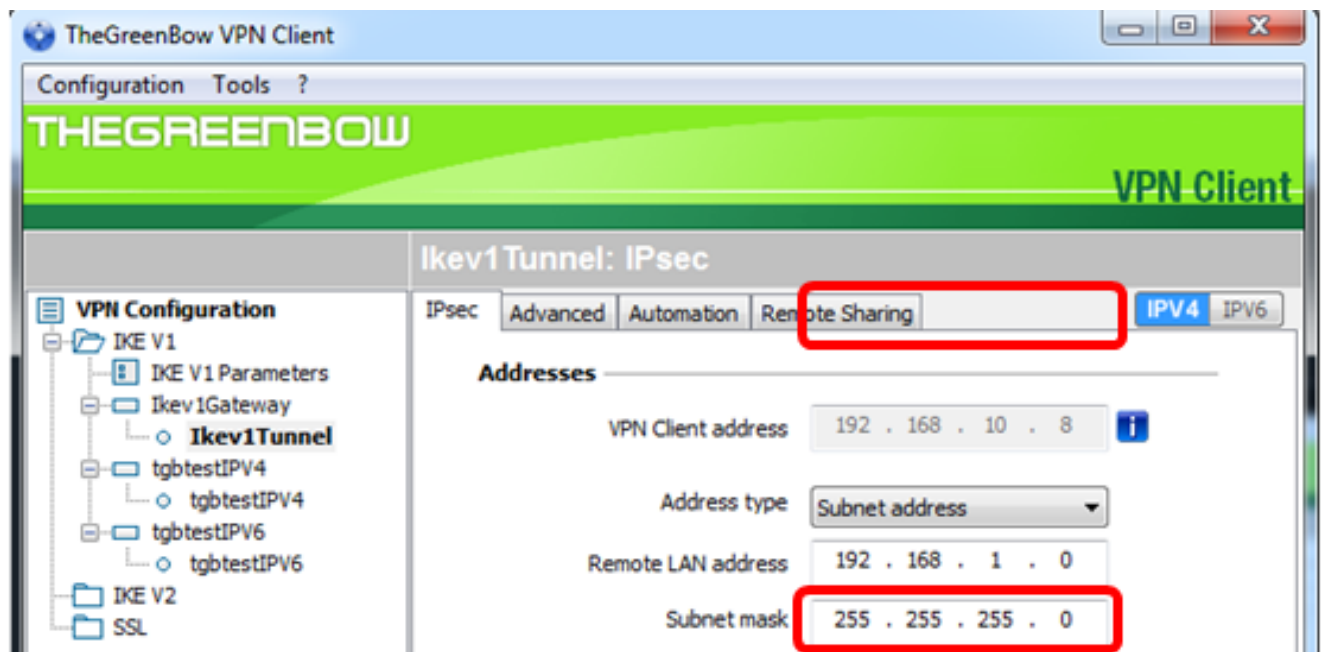 TheGreenBow VPN Client
Configuration Tools ?
THEGREENBOW
VPN Client
Ikev1Tunnel: IPsec
VPN Configuration
IKE V1
IKE V1 Parameters
Ikev1Gateway
Ikev1Tunnel
tgbtestIPV4
tgbtestIPV4
tgbtestIPV6
tgbtestIPV6
IKE V2
SSL
IPsec Advanced Automation Remote Sharing IPV4 IPV6
Addresses
VPN Client address 192 . 168 . 10 . 8 i
Address type Subnet address
Remote LAN address 192 . 168 . 1 . 0
Subnet mask 255 . 255 . 255 . 0